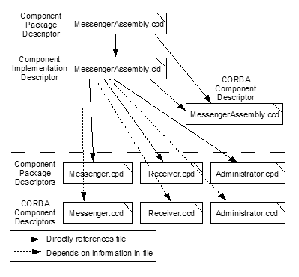 Component
Package
Descriptor
MessengerAssembly.cpd
Component
Implementation
Descriptor
MessengerAssembly.cid
CORBA
Component
Descriptor
MessengerAssembly.ccd
Component
Package
Descriptors
Messenger.cpd
Receiver.cpd
Administrator.cpd
CORBA
Component
Descriptors
Messenger.ccd
Receiver.ccd
Administrator.ccd
Directly references file
Depends on information in file